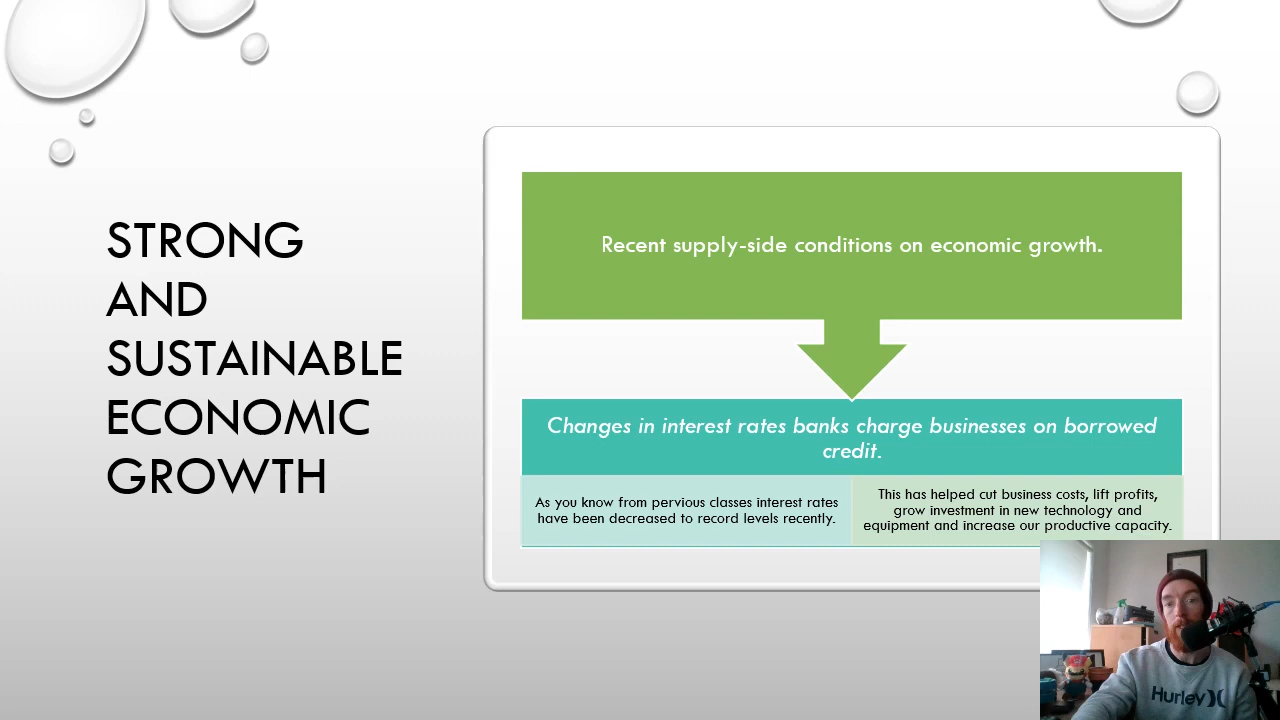 STRONG
AND
SUSTAINABLE
ECONOMIC
GROWTH
Recent supply-side conditions on economic growth.
Changes in interest rates banks charge businesses on borrowed
credit.
As you know from pervious classes interest rates
have been decreased to record levels recently.
This has helped cut business costs, lift profits,
grow investment in new technology and
equipment and increase our productive capacity.
Hurley